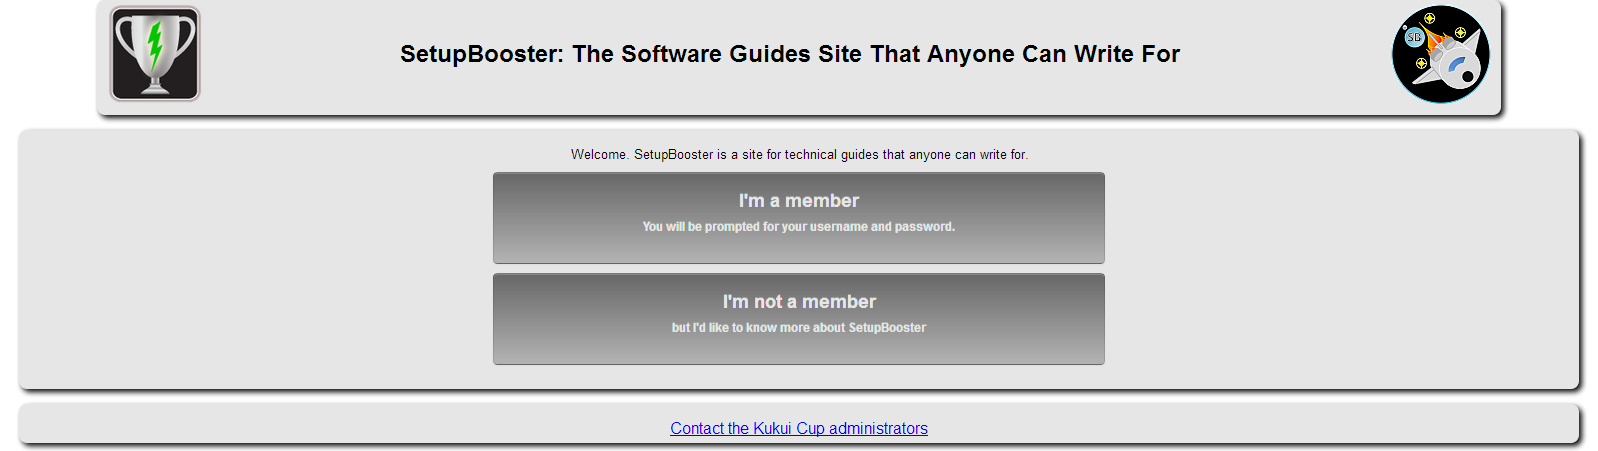 SetupBooster: The Software Guides Site That Anyone Can Write For
SB
Welcome. SetupBooster is a site for technical guides that anyone can write for.
I'm a member
You will be prompted for your username and password.
I'm not a member
but I'd like to know more about SetupBooster
Contact the Kukui Cup administrators